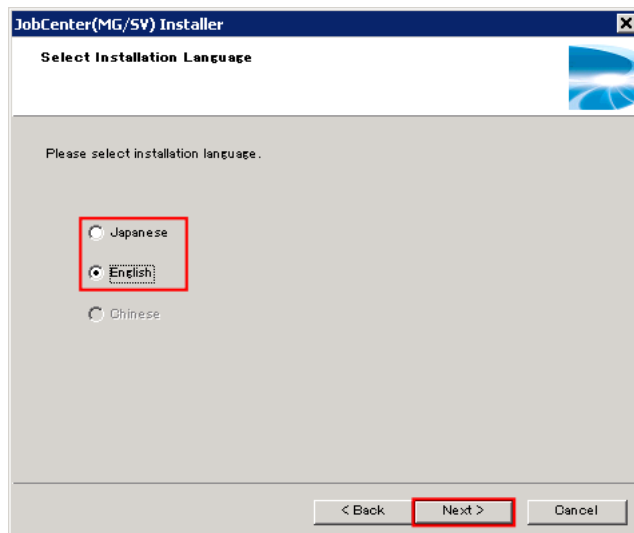 JobCenter(MG/SV) Installer
Select Installation Language
Please select installation language.
Japanese
English
Chinese
< Back Next > Cancel